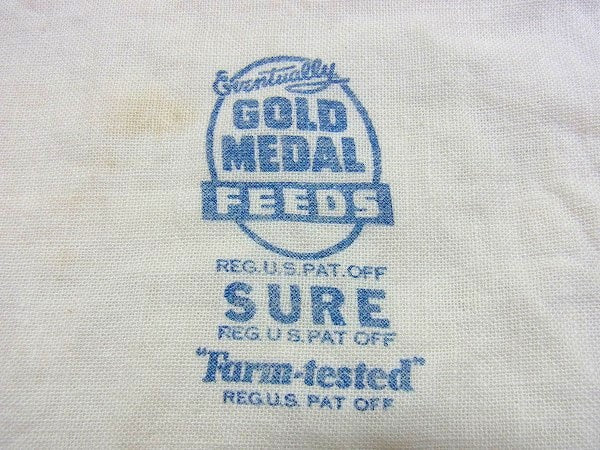 Eventually
GOLD
MEDAL
FEEDS
REG.U.S.PAT.OFF
SURE
REG.U.S.PAT OFF
"Farm-tested"
REG.U.S. PAT OFF